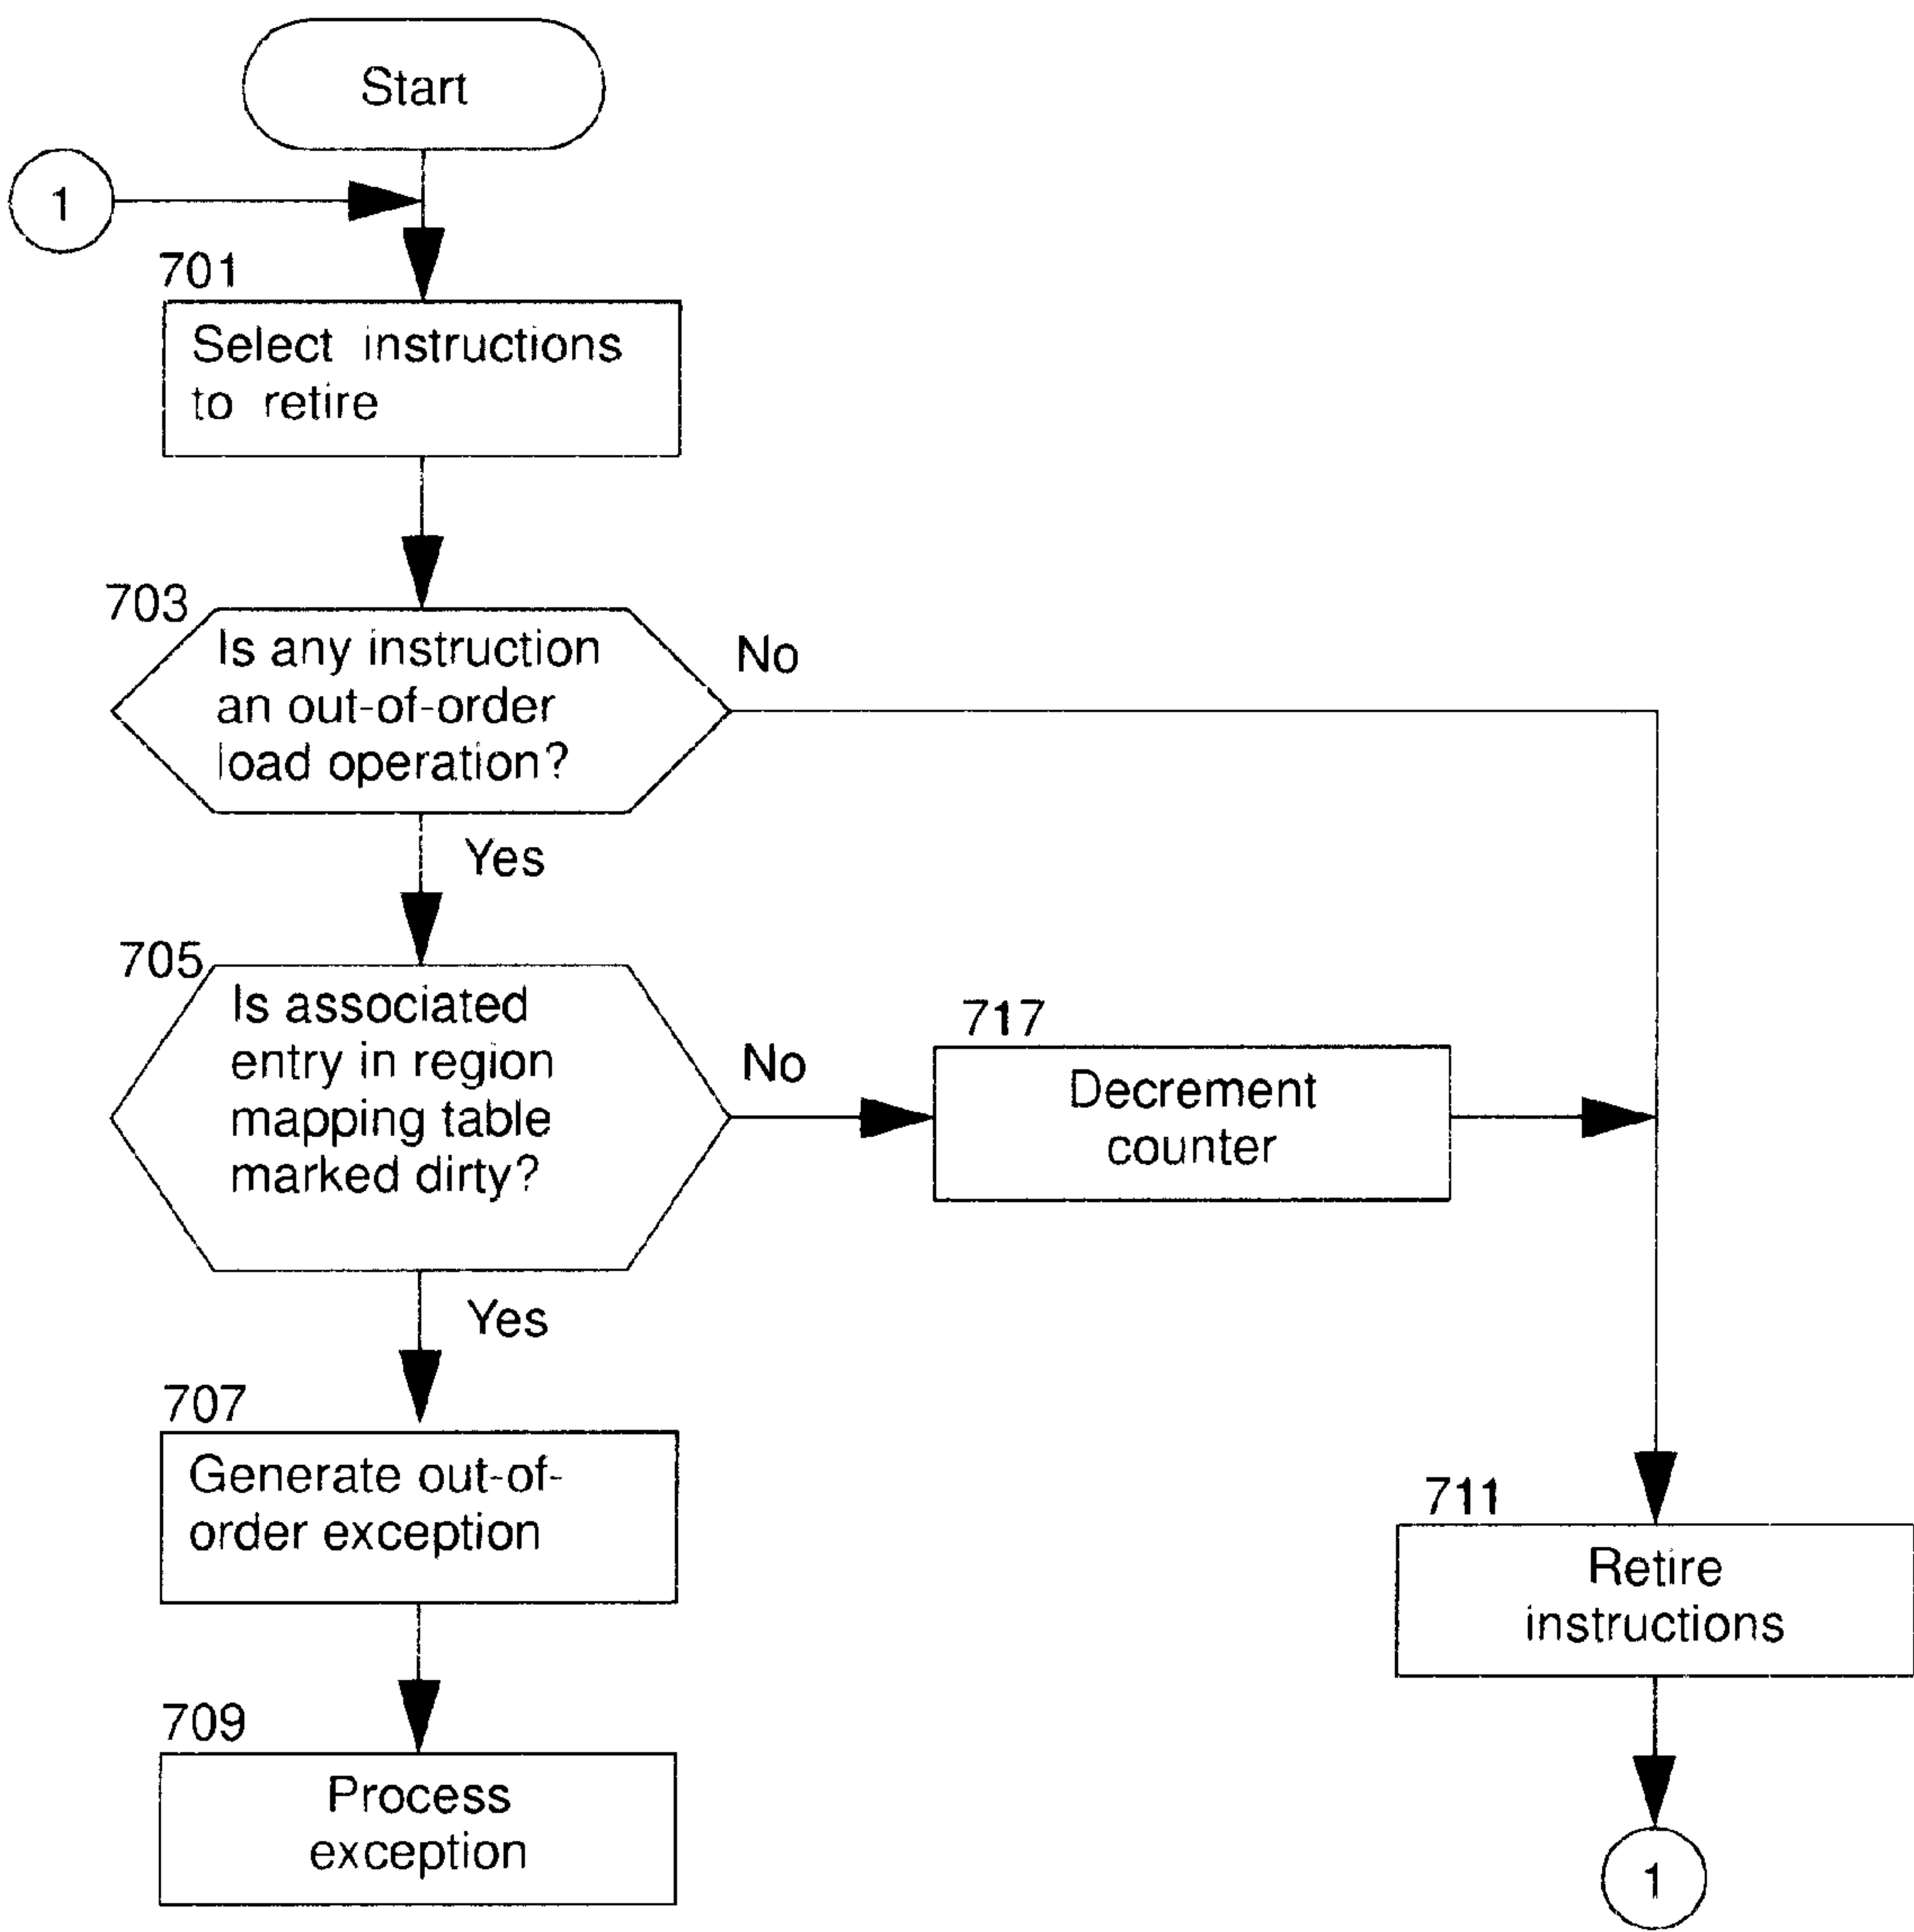 Start
1
701
Select instructions
to retire
703
Is any instruction
an out-of-order
load operation?
No
Yes
705
Is associated
entry in region
mapping table
marked dirty?
No
717
Decrement
counter
Yes
707
Generate out-of-
order exception
711
Retire
instructions
709
Process
exception
1